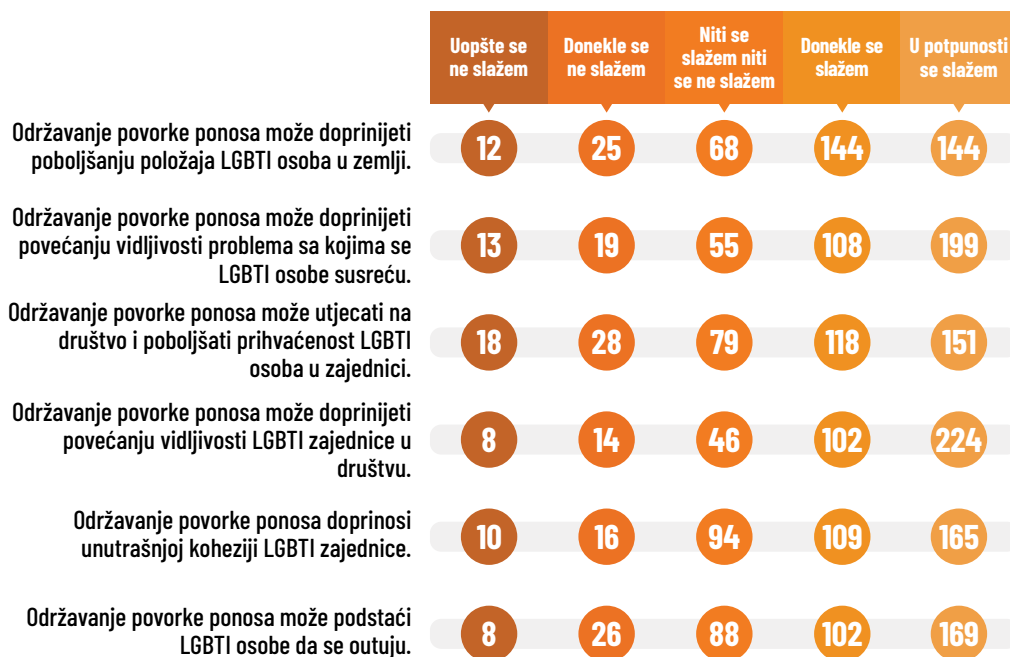 Uopšte se
ne slažem
Donekle se
ne slažem
Niti se
slažem niti
se ne slažem
Donekle se
slažem
U potpunosti
se slažem
Održavanje povorke ponosa može doprinijeti
poboljšanju položaja LGBTI osoba u zemlji.
12 25 68 144 144
Održavanje povorke ponosa može doprinijeti
povećanju vidljivosti problema sa kojima se
LGBTI osobe susreću.
13 19 55 108 199
Održavanje povorke ponosa može utjecati na
društvo i poboljšati prihvaćenost LGBTI
osoba u zajednici.
18 28 79 118 151
Održavanje povorke ponosa može doprinijeti
povećanju vidljivosti LGBTI zajednice u
društvu.
8 14 46 102 224
Održavanje povorke ponosa doprinosi
unutrašnjoj koheziji LGBTI zajednice.
10 16 94 109 165
Održavanje povorke ponosa može podstaći
LGBTI osobe da se outuju.
8 26 88 102 169